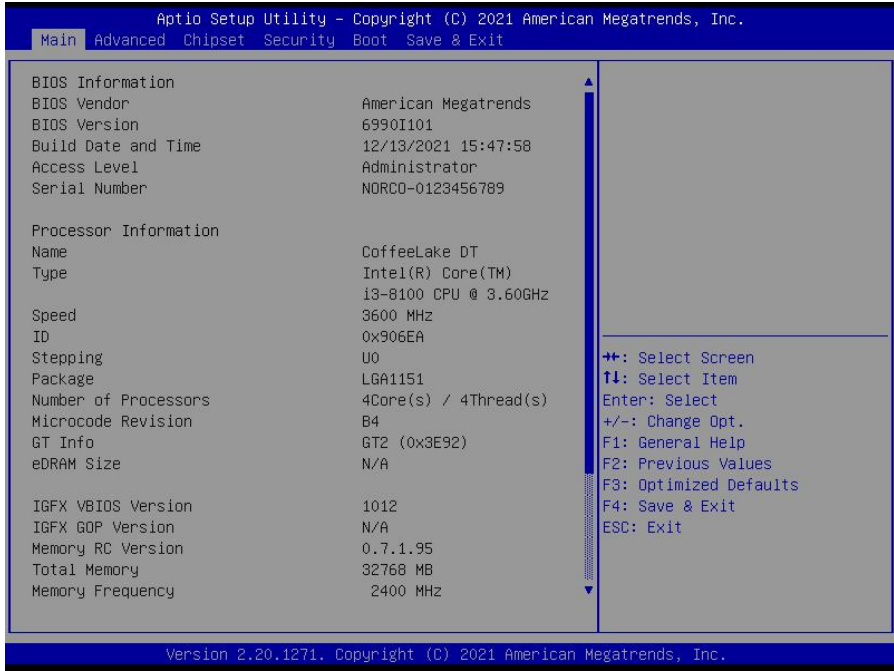 Aptio Setup Utility – Copyright (C) 2021 American Megatrends, Inc.
Main Advanced Chipset Security Boot Save & Exit
BIOS Information
BIOS Vendor American Megatrends
BIOS Version 6990I101
Build Date and Time 12/13/2021 15:47:58
Access Level Administrator
Serial Number NORCO-0123456789
Processor Information
Name CoffeeLake DT
Type Intel(R) Core(TM)
i3-8100 CPU @ 3.60GHz
Speed 3600 MHz
ID 0x906EA
Stepping U0
Package LGA1151
Number of Processors 4Core(s) / 4Thread(s)
Microcode Revision B4
GT Info GT2 (0x3E92)
eDRAM Size N/A
IGFX VBIOS Version 1012
IGFX GOP Version N/A
Memory RC Version 0.7.1.95
Total Memory 32768 MB
Memory Frequency 2400 MHz
→←: Select Screen
↑↓: Select Item
Enter: Select
+/-: Change Opt.
F1: General Help
F2: Previous Values
F3: Optimized Defaults
F4: Save & Exit
ESC: Exit
Version 2.20.1271. Copyright (C) 2021 American Megatrends, Inc.